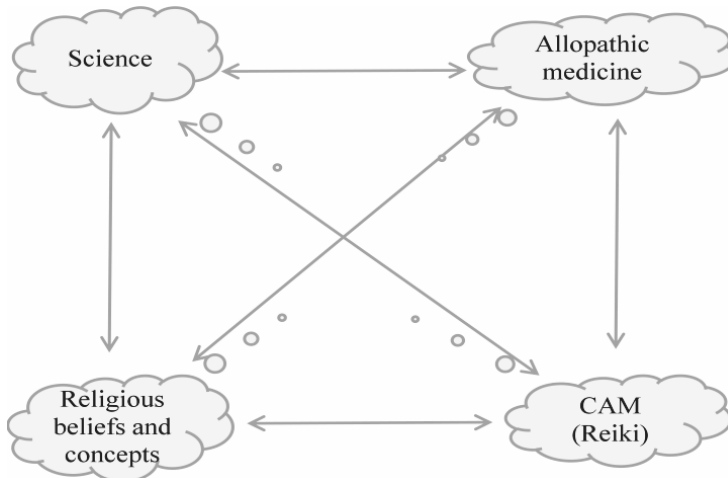 Science
Allopathic
medicine
Religious
beliefs and
concepts
CAM
(Reiki)